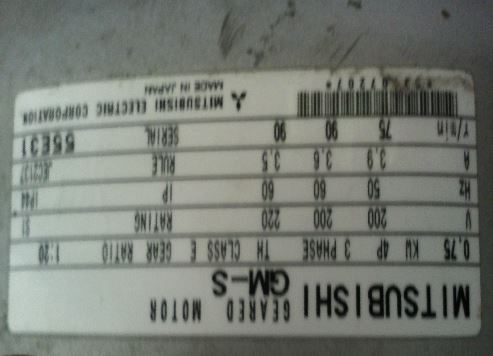 MITSUBISHI GEARED MOTOR
GM-S
0.75 KW 4P 3 PHASE TH CLASS E GEAR RATIO 1:20
V 200 200 220 RATING S1
Hz 50 60 60 IP IP44
A 3.9 3.6 3.5 RULE JEC2137
r/min 75 90 90 SERIAL 55E31
MITSUBISHI ELECTRIC CORPORATION
MADE IN JAPAN